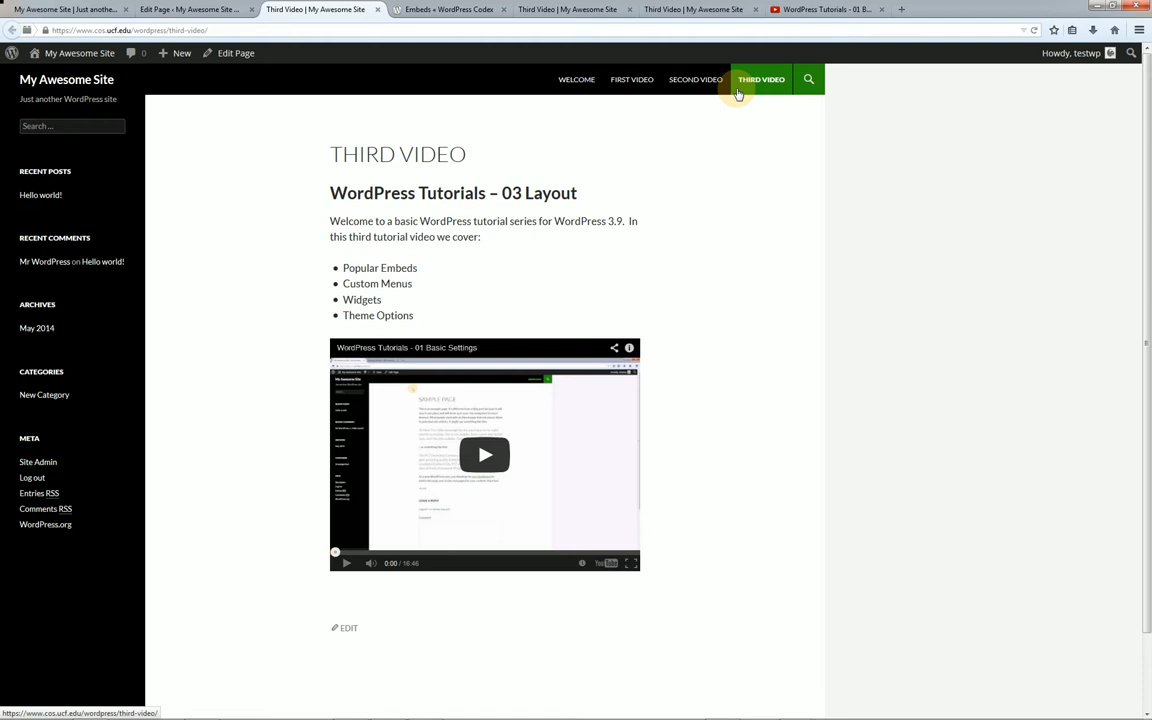 My Awesome Site | Just anothe...
Edit Page ‹ My Awesome Site ...
Third Video | My Awesome Site
Embeds « WordPress Codex
Third Video | My Awesome Site
Third Video | My Awesome Site
WordPress Tutorials - 01 B...
https://www.cos.ucf.edu/wordpress/third-video/
My Awesome Site
0
New
Edit Page
Howdy, testwp
My Awesome Site
WELCOME
FIRST VIDEO
SECOND VIDEO
THIRD VIDEO
Just another WordPress site
Search ...
THIRD VIDEO
RECENT POSTS
Hello world!
WordPress Tutorials – 03 Layout
Welcome to a basic WordPress tutorial series for WordPress 3.9. In
this third tutorial video we cover:
RECENT COMMENTS
Mr WordPress on Hello world!
Popular Embeds
Custom Menus
Widgets
Theme Options
ARCHIVES
May 2014
WordPress Tutorials - 01 Basic Settings
CATEGORIES
New Category
SAMPLE PAGE
META
Site Admin
Log out
Entries RSS
Comments RSS
WordPress.org
0:00 / 16:46
YouTube
EDIT
https://www.cos.ucf.edu/wordpress/third-video/